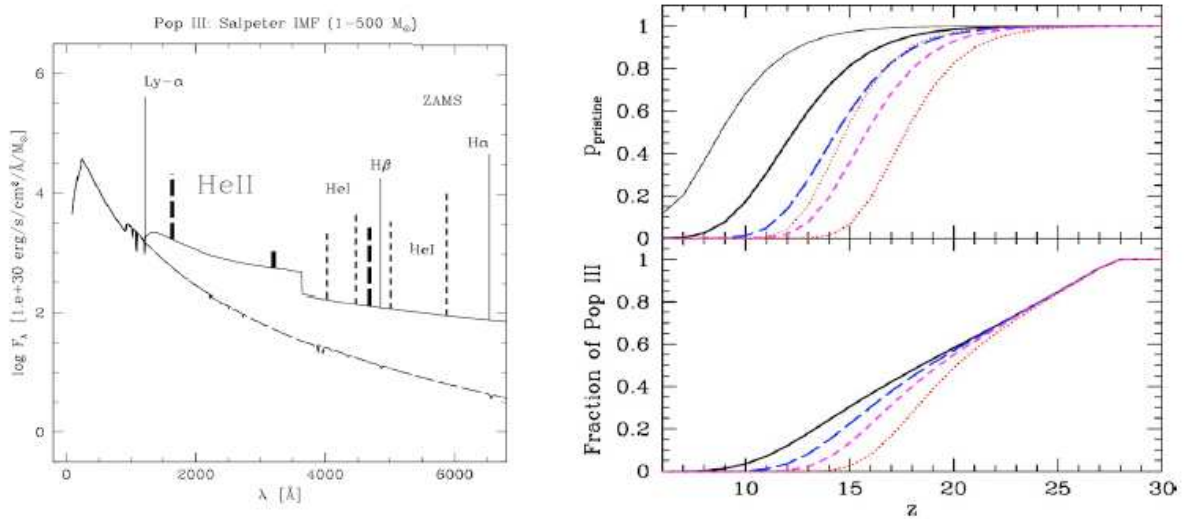 Pop III: Salpeter IMF (1-500 M☉)
6
4
2
0
log Fλ [1.e+30 erg/s/cm²/Å/M☉]
Ly-α
HeII
ZAMS
HeI
Hβ
HeI
Hα
0 2000 4000 6000
λ [Å]
1
0.8
0.6
0.4
0.2
0
p_pristine
1
0.8
0.6
0.4
0.2
0
Fraction of Pop III
10 15 20 25 30
z